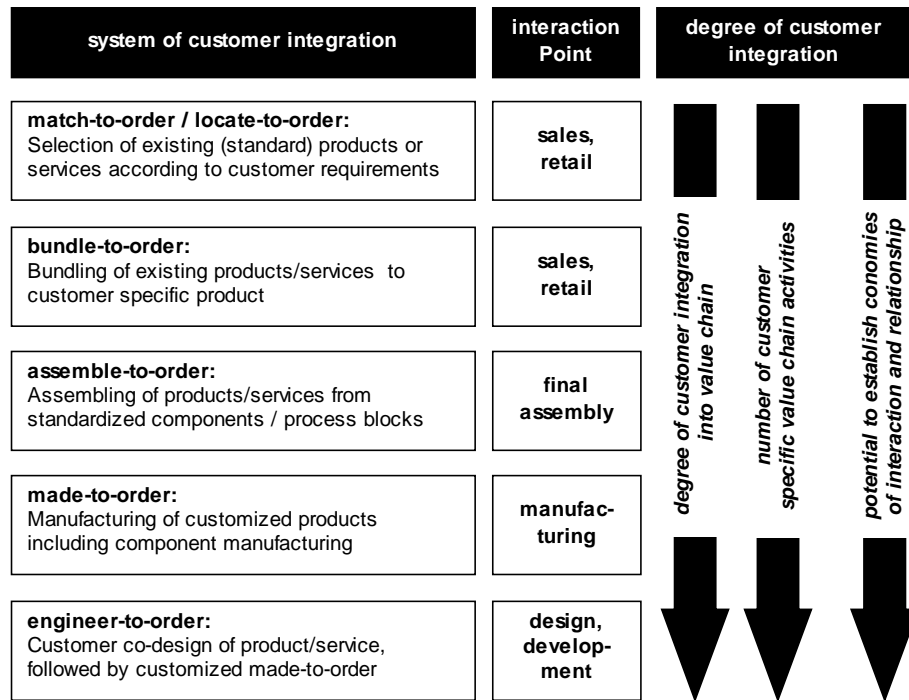 system of customer integration
interaction
Point
degree of customer
integration
match-to-order / locate-to-order:
Selection of existing (standard) products or
services according to customer requirements
sales,
retail
bundle-to-order:
Bundling of existing products/services to
customer specific product
sales,
retail
assemble-to-order:
Assembling of products/services from
standardized components / process blocks
final
assembly
made-to-order:
Manufacturing of customized products
including component manufacturing
manufac-
turing
engineer-to-order:
Customer co-design of product/service,
followed by customized made-to-order
design,
develop-
ment
degree of customer integration
into value chain
number of customer
specific value chain activities
potential to establish conomies
of interaction and relationship